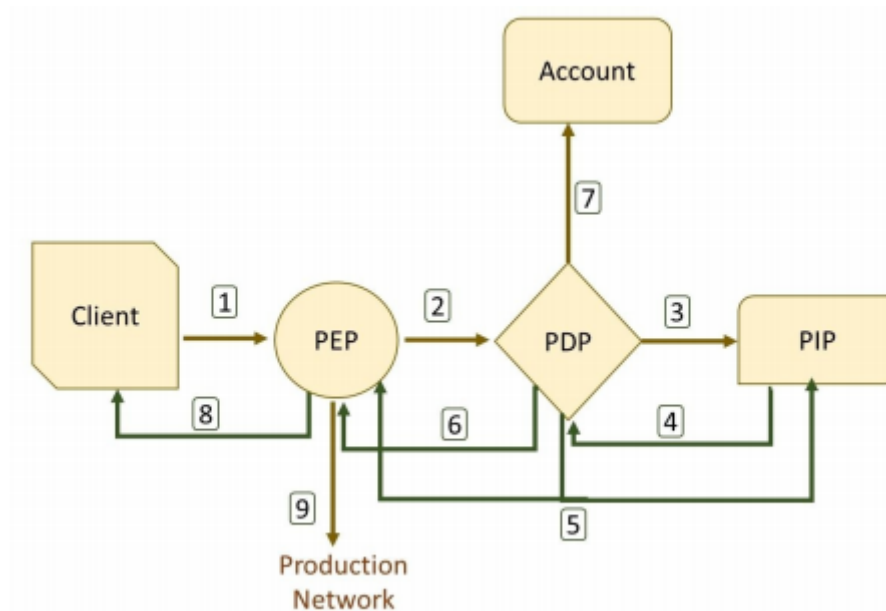 Account
7
Client
1
PEP
2
PDP
3
PIP
8
6
4
9
5
Production
Network